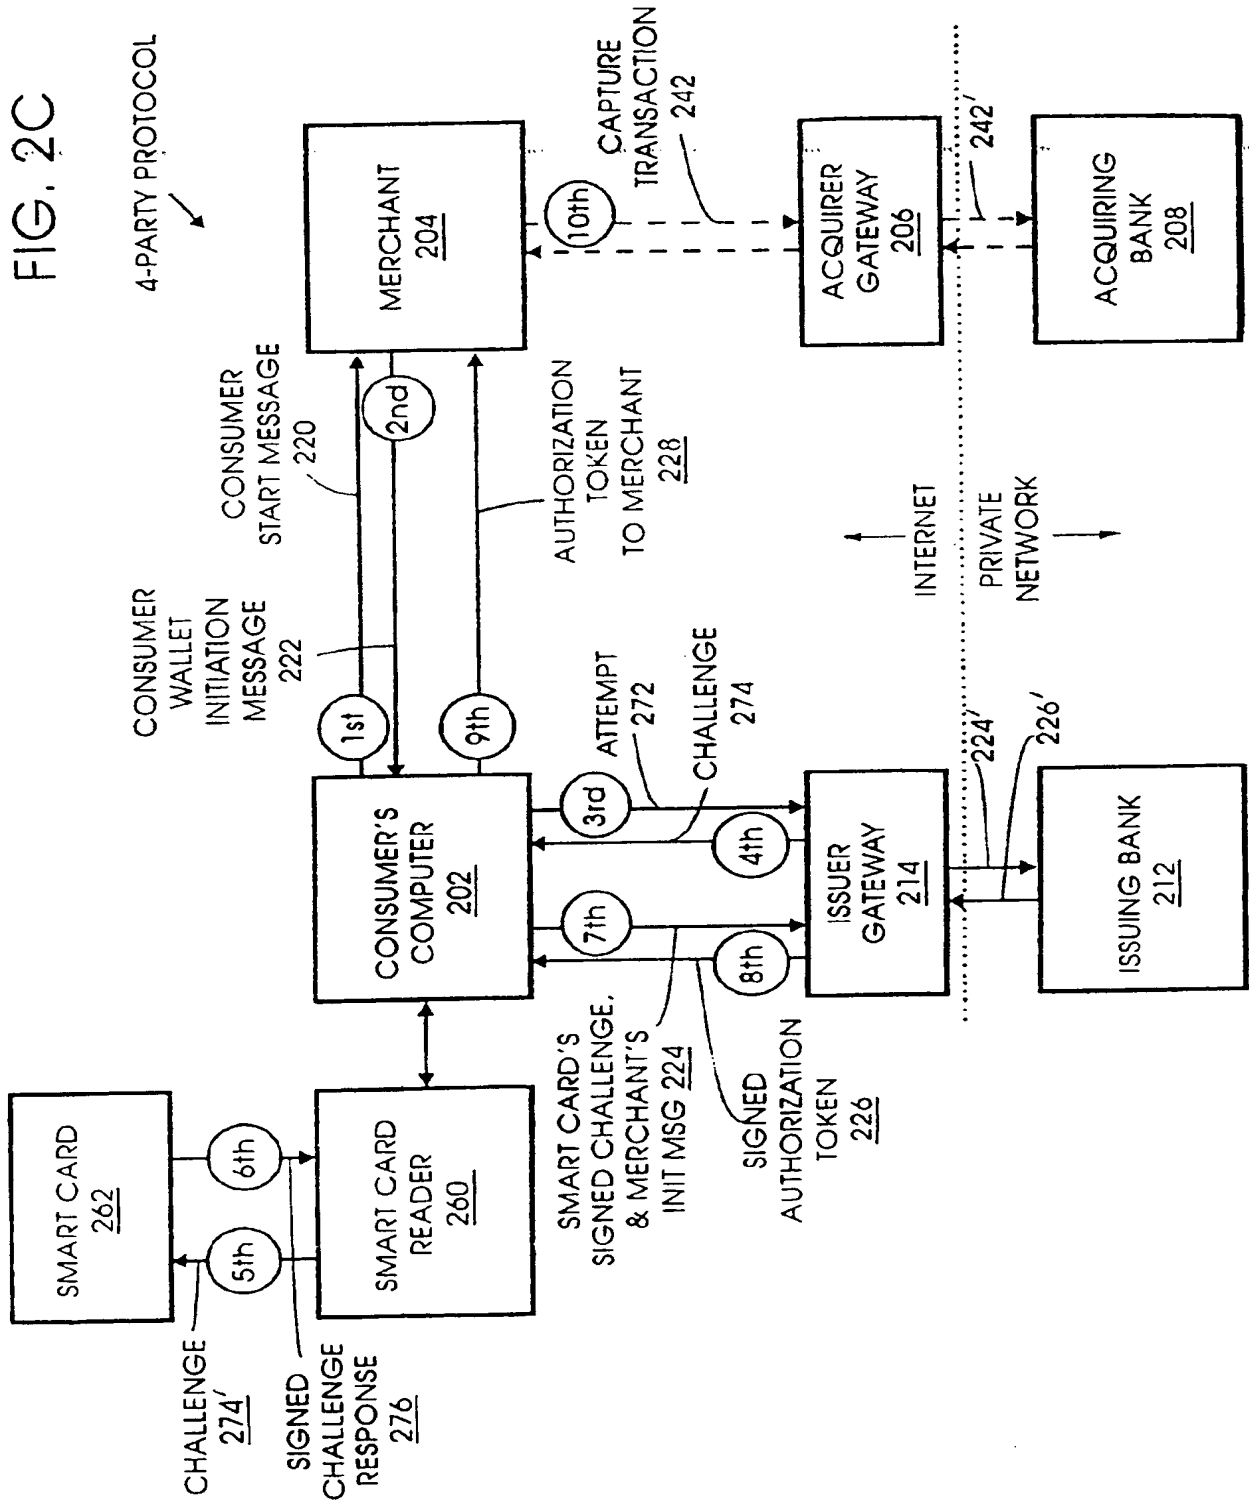 FIG. 2C
4-PARTY PROTOCOL
SMART CARD
262
CHALLENGE
274'
5th
6th
SIGNED
CHALLENGE
RESPONSE
276
SMART CARD
READER
260
CONSUMER'S
COMPUTER
202
CONSUMER
WALLET
INITIATION
MESSAGE
222
CONSUMER
START MESSAGE
220
1st
2nd
9th
AUTHORIZATION
TOKEN
TO MERCHANT
228
MERCHANT
204
SMART CARD'S
SIGNED CHALLENGE,
& MERCHANT'S
INIT MSG 224
7th
3rd
ATTEMPT
272
CHALLENGE
274
8th
4th
SIGNED
AUTHORIZATION
TOKEN
226
10th
CAPTURE
TRANSACTION
242
ISSUER
GATEWAY
214
ACQUIRER
GATEWAY
206
INTERNET
PRIVATE
NETWORK
224'
226'
242'
ISSUING BANK
212
ACQUIRING
BANK
208